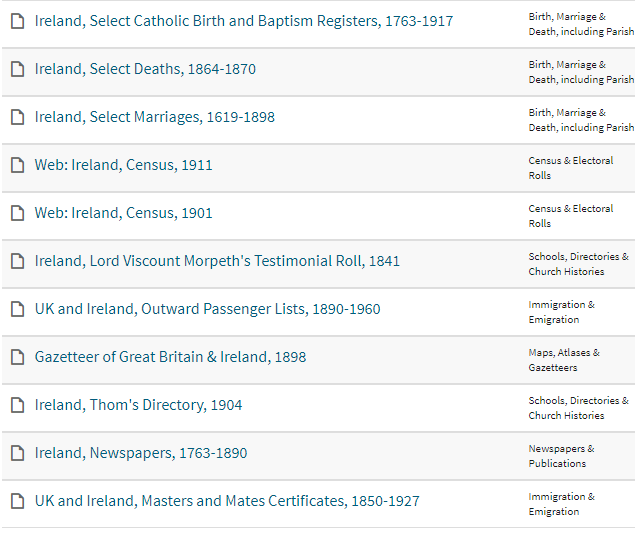 Ireland, Select Catholic Birth and Baptism Registers, 1763-1917
Birth, Marriage &
Death, including Parish
Ireland, Select Deaths, 1864-1870
Birth, Marriage &
Death, including Parish
Ireland, Select Marriages, 1619-1898
Birth, Marriage &
Death, including Parish
Web: Ireland, Census, 1911
Census & Electoral
Rolls
Web: Ireland, Census, 1901
Census & Electoral
Rolls
Ireland, Lord Viscount Morpeth's Testimonial Roll, 1841
Schools, Directories &
Church Histories
UK and Ireland, Outward Passenger Lists, 1890-1960
Immigration &
Emigration
Gazetteer of Great Britain & Ireland, 1898
Maps, Atlases &
Gazetteers
Ireland, Thom's Directory, 1904
Schools, Directories &
Church Histories
Ireland, Newspapers, 1763-1890
Newspapers &
Publications
UK and Ireland, Masters and Mates Certificates, 1850-1927
Immigration &
Emigration